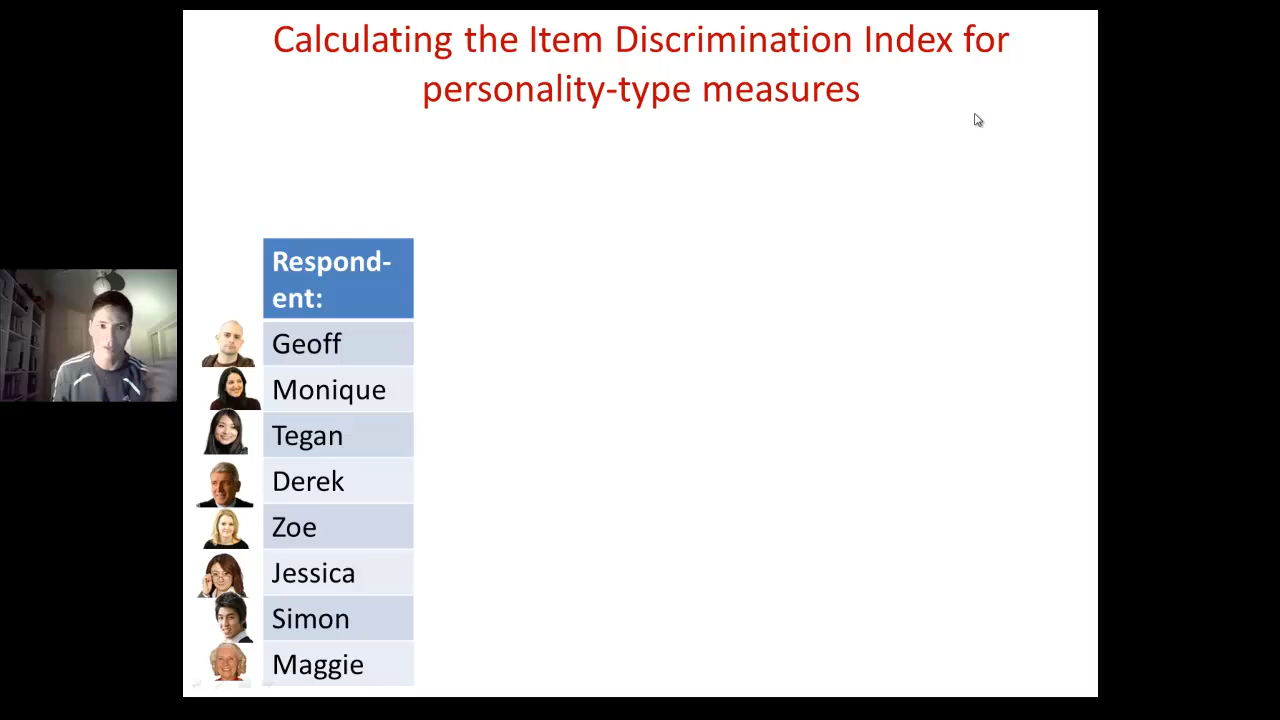 Calculating the Item Discrimination Index for
personality-type measures
Respond-
ent:
Geoff
Monique
Tegan
Derek
Zoe
Jessica
Simon
Maggie